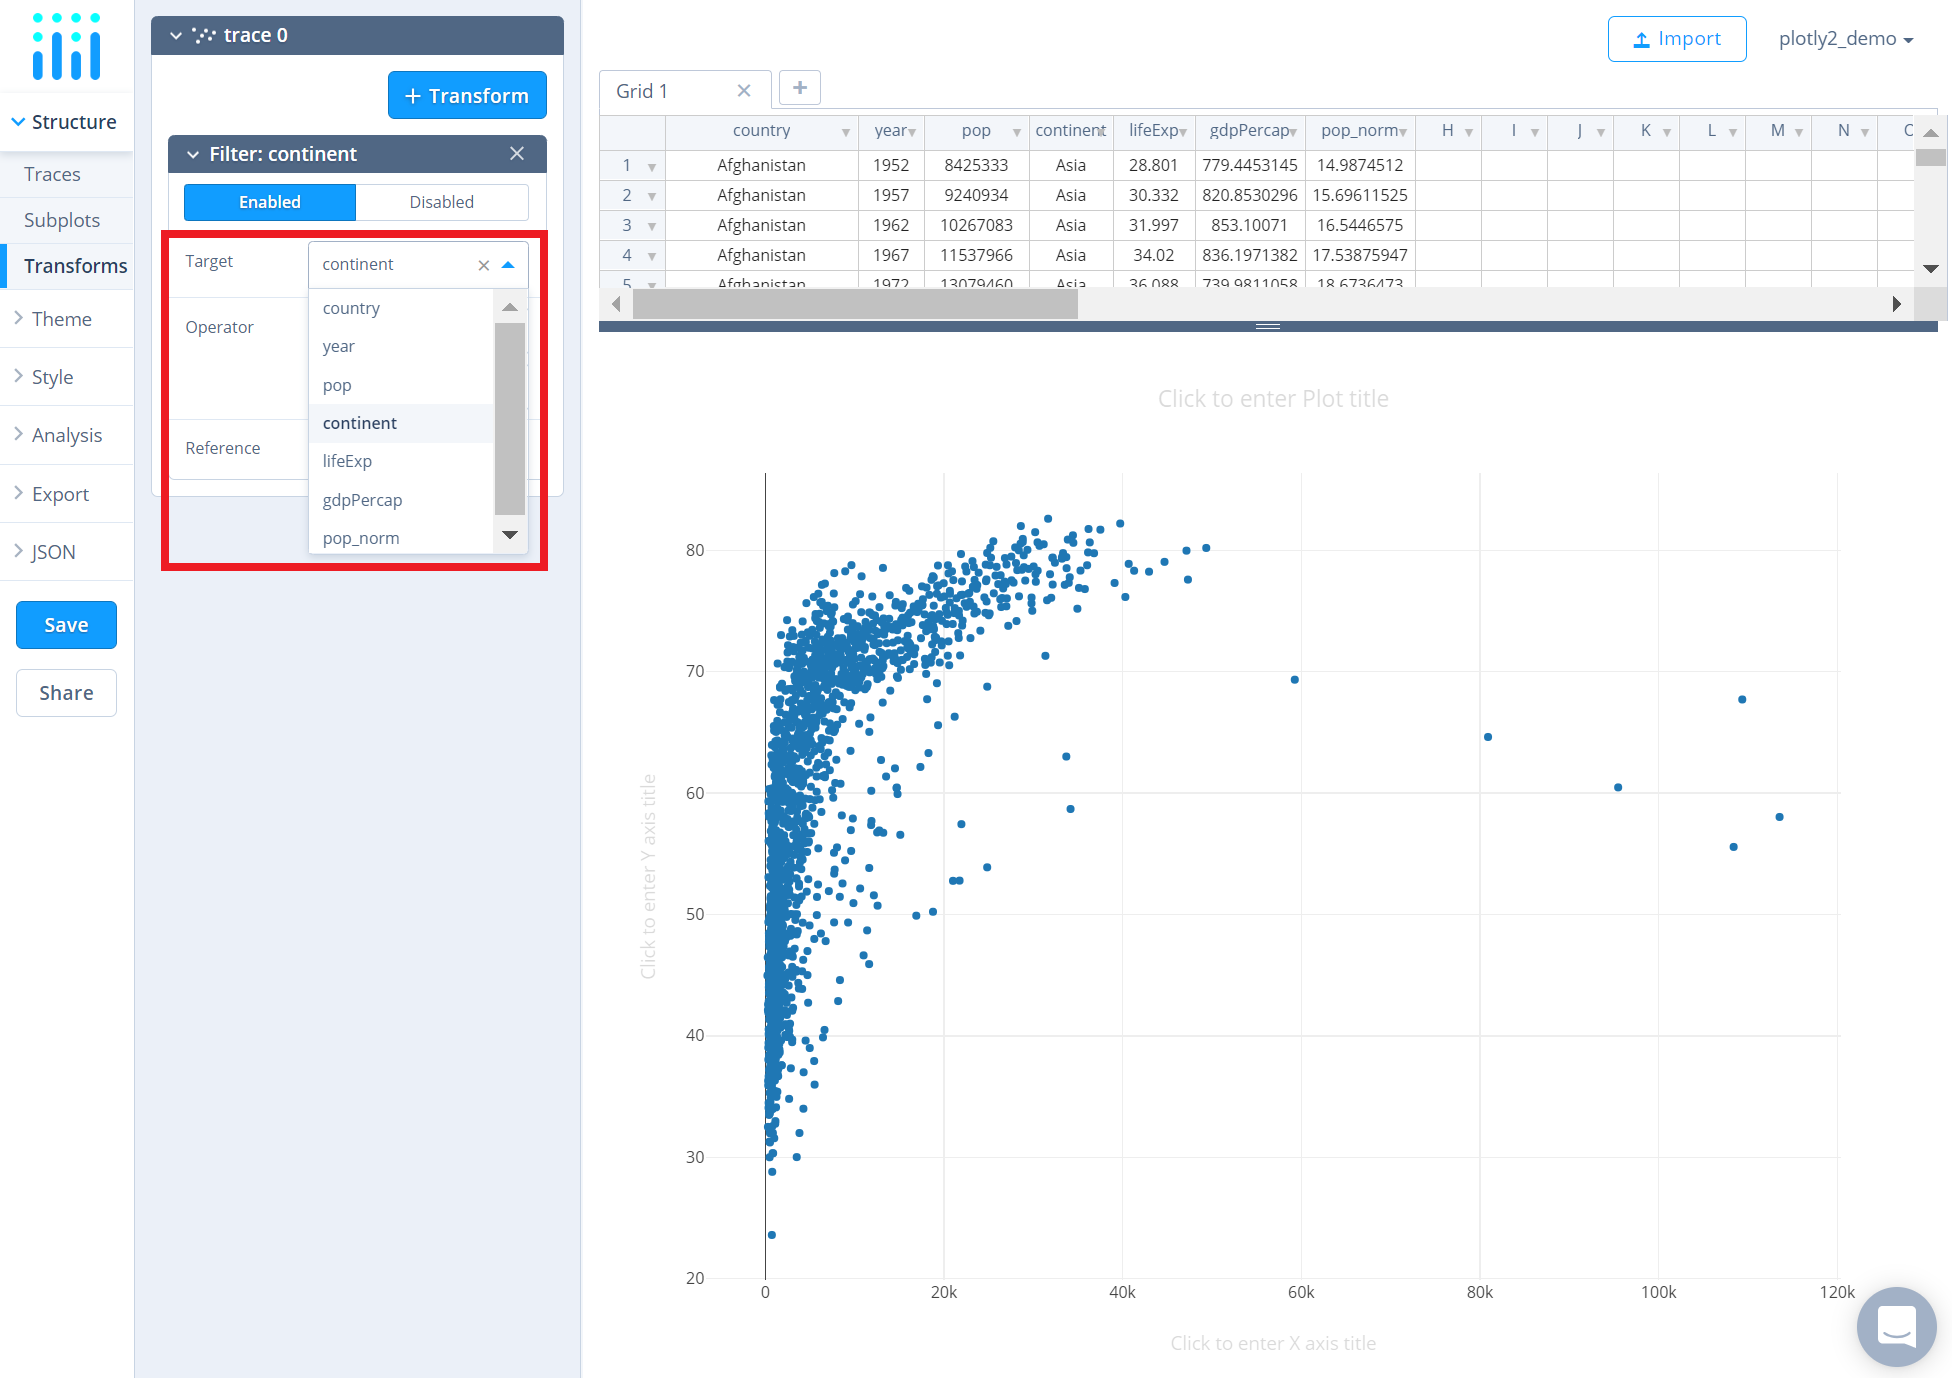 Structure
Traces
Subplots
Transforms
Theme
Style
Analysis
Export
JSON
Save
Share
trace 0
+ Transform
Filter: continent
Enabled Disabled
Target continent
country
year
pop
continent
lifeExp
gdpPercap
pop_norm
Operator
Reference
Import
plotly2_demo
Grid 1
+
country year pop continent lifeExp gdpPercap pop_norm H I J K L M N
1 Afghanistan 1952 8425333 Asia 28.801 779.4453145 14.9874512
2 Afghanistan 1957 9240934 Asia 30.332 820.8530296 15.69611525
3 Afghanistan 1962 10267083 Asia 31.997 853.10071 16.5446575
4 Afghanistan 1967 11537966 Asia 34.02 836.1971382 17.53875947
5 Afghanistan 1972 13079460 Asia 36.088 739.9811058 18.6736473
Click to enter Plot title
Click to enter Y axis title
80
70
60
50
40
30
20
0 20k 40k 60k 80k 100k 120k
Click to enter X axis title